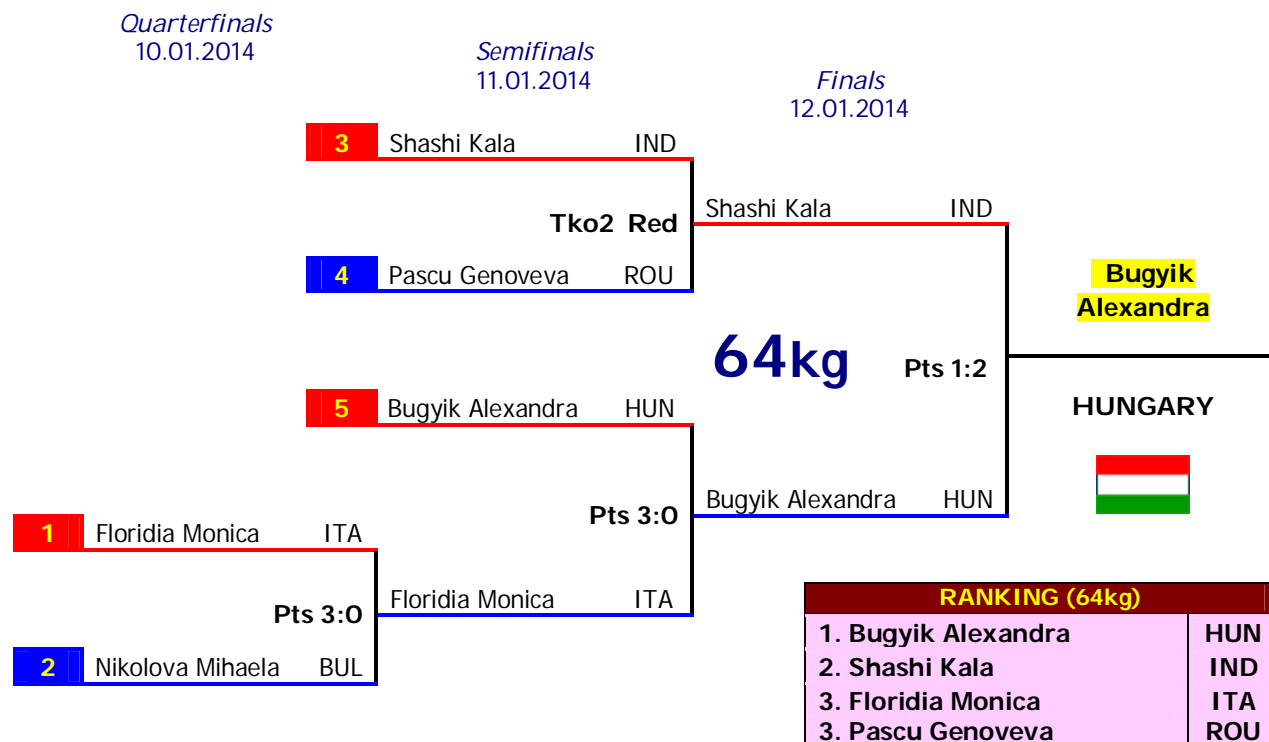 Quarterfinals
10.01.2014
Semifinals
11.01.2014
Finals
12.01.2014
3 Shashi Kala IND
Tko2 Red
Shashi Kala IND
4 Pascu Genoveva ROU
Bugyik
Alexandra
64kg
Pts 1:2
5 Bugyik Alexandra HUN
HUNGARY
Pts 3:0
Bugyik Alexandra HUN
1 Floridia Monica ITA
Pts 3:0
Floridia Monica ITA
2 Nikolova Mihaela BUL
RANKING (64kg)
1. Bugyik Alexandra HUN
2. Shashi Kala IND
3. Floridia Monica ITA
3. Pascu Genoveva ROU